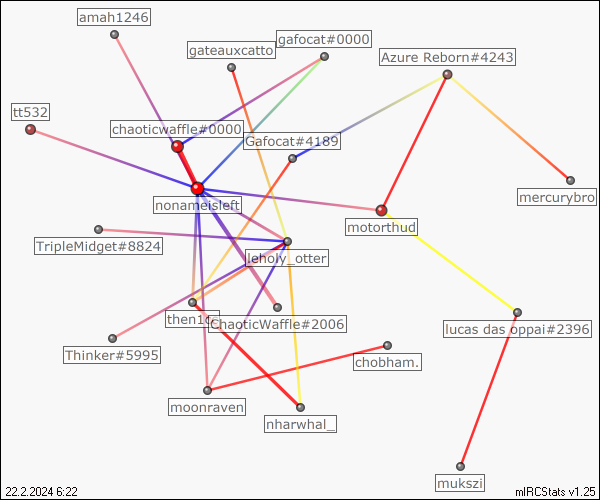 amah1246
gafocat#0000
gateauxcatto
Azure Reborn#4243
tt532
chaoticwaffle#0000
Gafocat#4189
mercurybro
nonameisleft
motorthud
TripleMidget#8824
leholy_otter
ChaoticWaffle#2006
lucas das oppai#2396
Thinker#5995
chobham.
moonraven
nharwhal_
mukszi
22.2.2024 6:22
mIRCStats v1.25